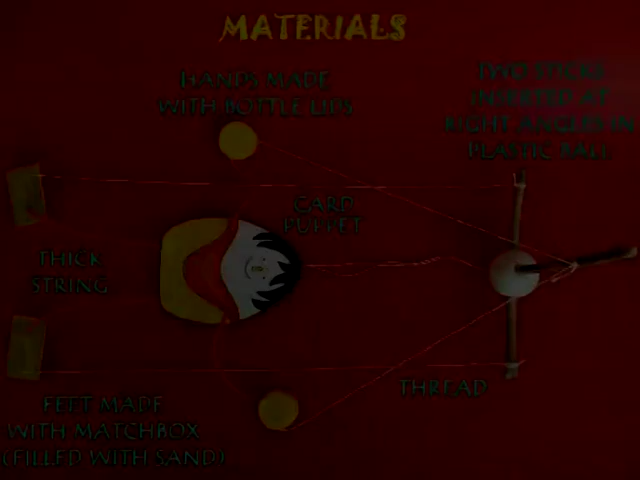 MATERIALS
HANDS MADE
WITH BOTTLE LIDS
TWO STICKS
INSERTED AT
RIGHT ANGLES IN
PLASTIC BALL
CARD
PUPPET
THICK
STRING
THREAD
FEET MADE
WITH MATCHBOX
(FILLED WITH SAND)